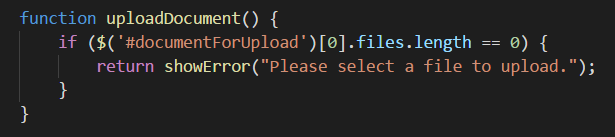 function uploadDocument() {
    if ($('#documentForUpload')[0].files.length == 0) {
        return showError("Please select a file to upload.");
    }
}